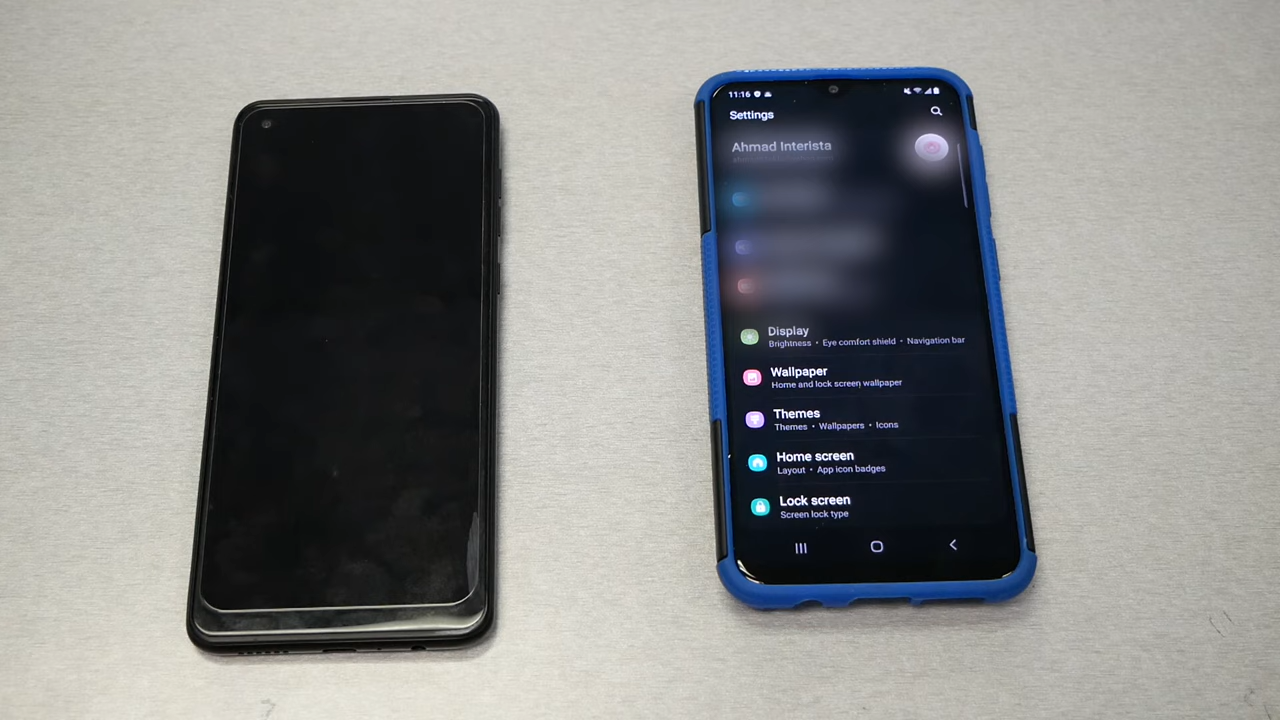 11:16
Settings
Ahmad Interista
Display
Brightness • Eye comfort shield • Navigation bar
Wallpaper
Home and lock screen wallpaper
Themes
Themes • Wallpapers • Icons
Home screen
Layout • App icon badges
Lock screen
Screen lock type